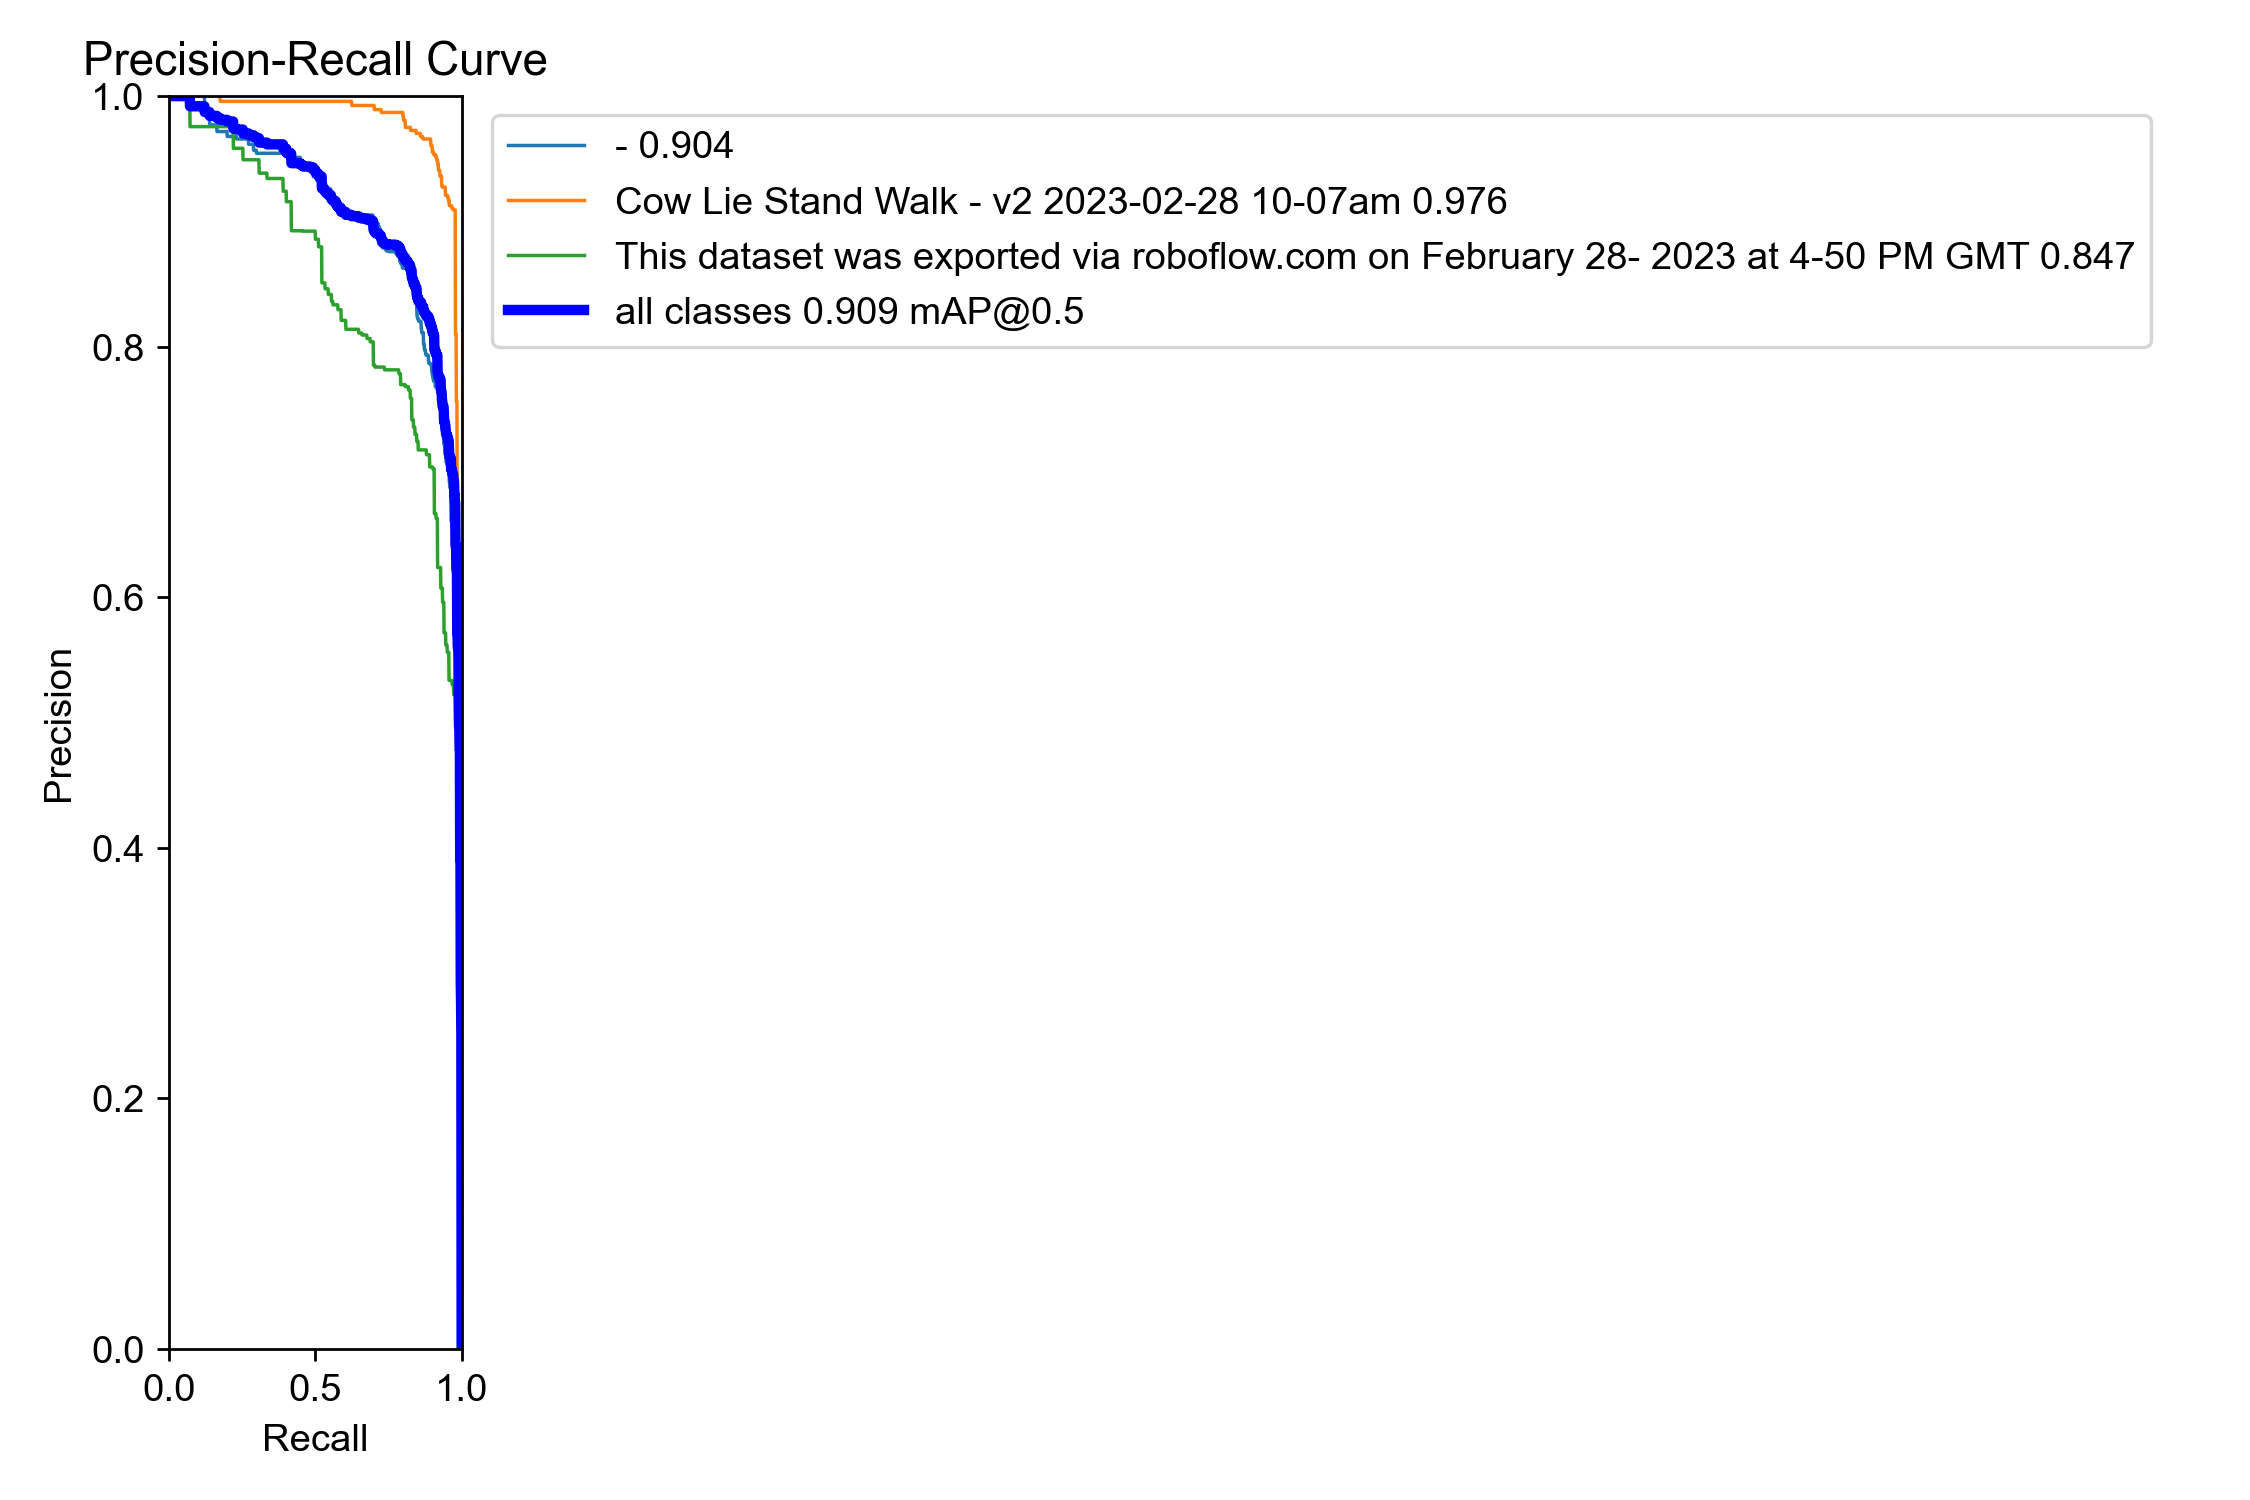 Precision-Recall Curve
1.0
0.8
0.6
0.4
0.2
0.0
Precision
0.0 0.5 1.0
Recall
- 0.904
Cow Lie Stand Walk - v2 2023-02-28 10-07am 0.976
This dataset was exported via roboflow.com on February 28- 2023 at 4-50 PM GMT 0.847
all classes 0.909 mAP@0.5